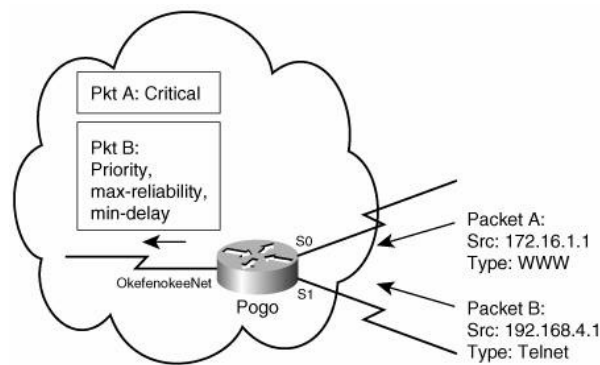 Pkt A: Critical
Pkt B:
Priority,
max-reliability,
min-delay
S0
OkefenokeeNet
S1
Pogo
Packet A:
Src: 172.16.1.1
Type: WWW
Packet B:
Src: 192.168.4.1
Type: Telnet